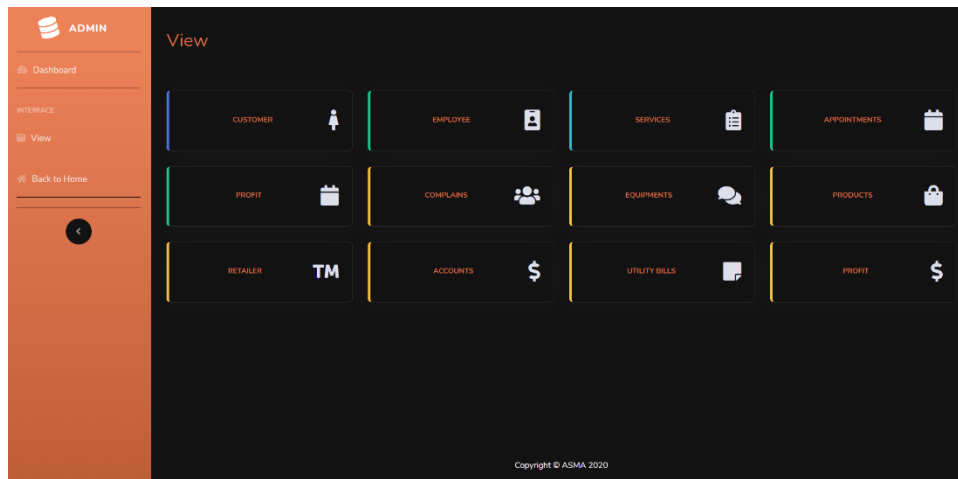 ADMIN
Dashboard
INTERFACE
View
Back to Home
View
CUSTOMER
EMPLOYEE
SERVICES
APPOINTMENTS
PROFIT
COMPLAINS
EQUIPMENTS
PRODUCTS
RETAILER TM
ACCOUNTS $
UTILITY BILLS
PROFIT $
Copyright © ASMA 2020